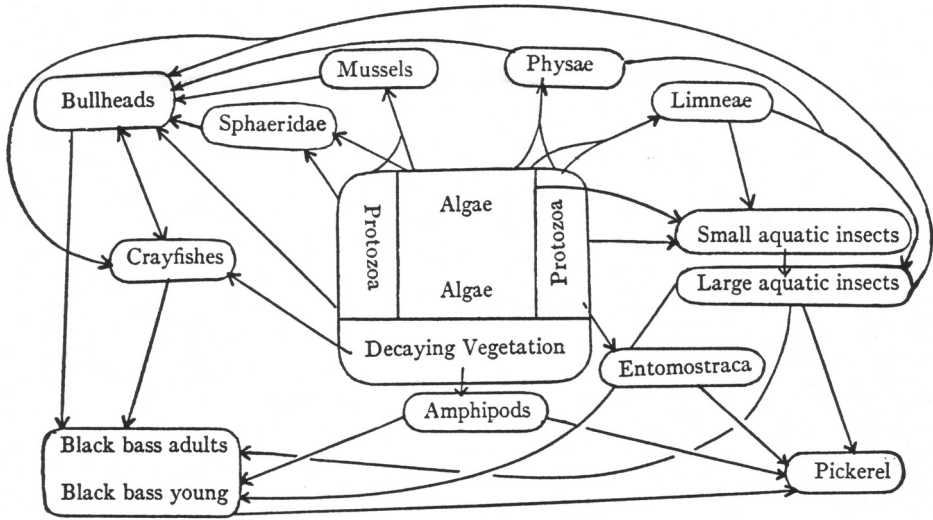 Mussels
Physae
Bullheads
Limneae
Sphaeridae
Protozoa
Algae
Protozoa
Small aquatic insects
Crayfishes
Algae
Large aquatic insects
Decaying Vegetation
Entomostraca
Amphipods
Black bass adults
Pickerel
Black bass young